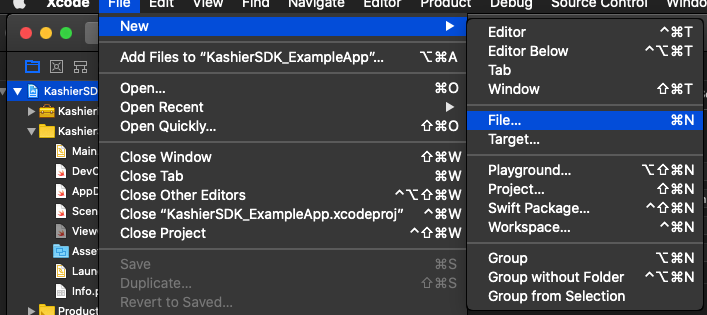 Xcode File Edit View Find Navigate Editor Product Debug Source Control Window
New
Add Files to “KashierSDK_ExampleApp”... ⌥⌘A
Open... ⌘O
Open Recent
Open Quickly... ⇧⌘O
Close Window ⇧⌘W
Close Tab ⌘W
Close Other Editors ^⌥⇧⌘W
Close “KashierSDK_ExampleApp.xcodeproj” ^⌘W
Close Project ^⇧⌘W
Save ⌘S
Duplicate... ⇧⌘S
Revert to Saved...
Editor ^⌘T
Editor Below ^⌥⌘T
Tab
Window ⇧⌘T
File... ⌘N
Target...
Playground... ⌥⇧⌘N
Project... ⇧⌘N
Swift Package... ^⇧⌘N
Workspace... ^⌘N
Group ⌥⌘N
Group without Folder ^⌥⌘N
Group from Selection
KashierSD
Kashier
Kashier
Main
DevC
AppD
Scen
View
Asse
Laun
Info.p
Product